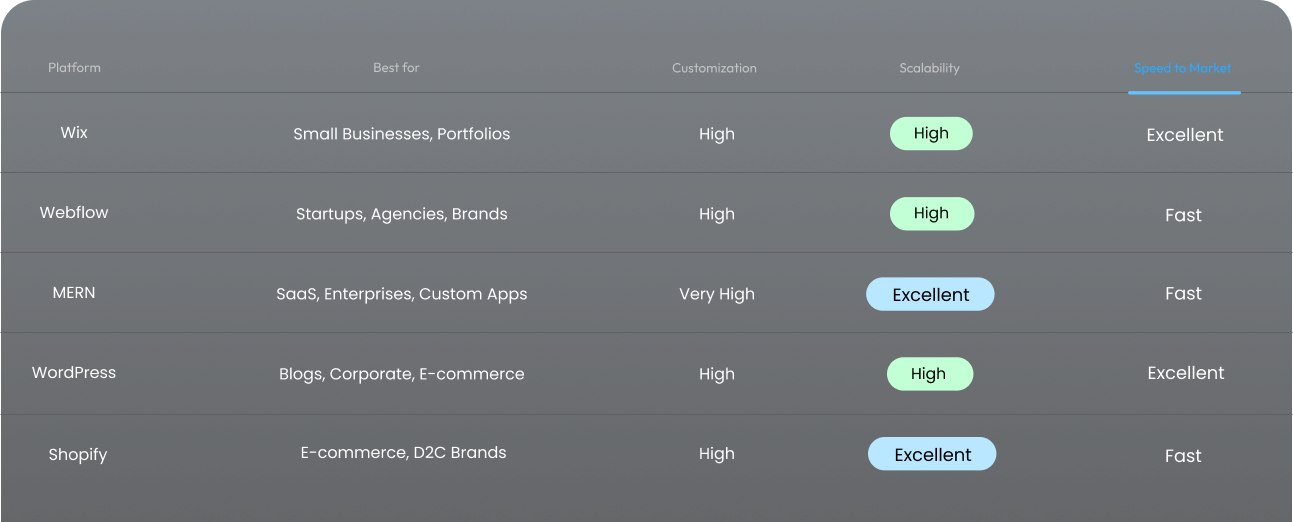 Platform Best for Customization Scalability Speed to Market
Wix Small Businesses, Portfolios High High Excellent
Webflow Startups, Agencies, Brands High High Fast
MERN SaaS, Enterprises, Custom Apps Very High Excellent Fast
WordPress Blogs, Corporate, E-commerce High High Excellent
Shopify E-commerce, D2C Brands High Excellent Fast